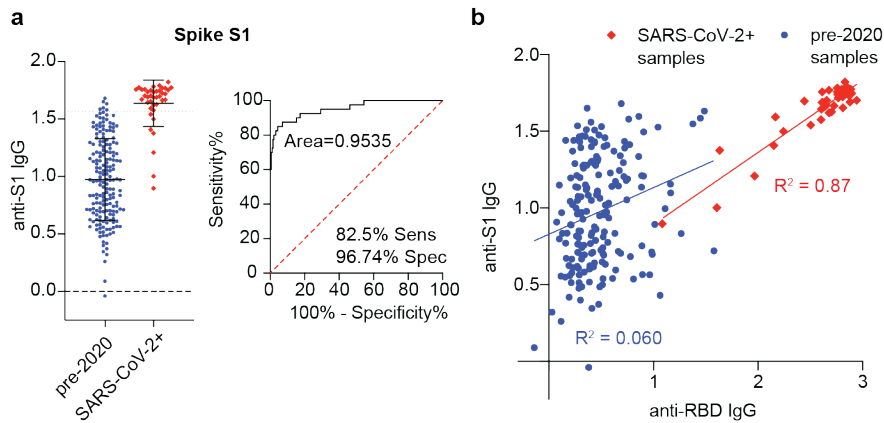 a
Spike S1
anti-S1 IgG
2.0
1.5
1.0
0.5
0.0
pre-2020
SARS-CoV-2+
Sensitivity%
100
80
60
40
20
0
Area=0.9535
82.5% Sens
96.74% Spec
0 20 40 60 80 100
100% - Specificity%
b
SARS-CoV-2+
samples
pre-2020
samples
anti-S1 IgG
2.0
1.5
1.0
0.5
R² = 0.87
R² = 0.060
1 2 3
anti-RBD IgG